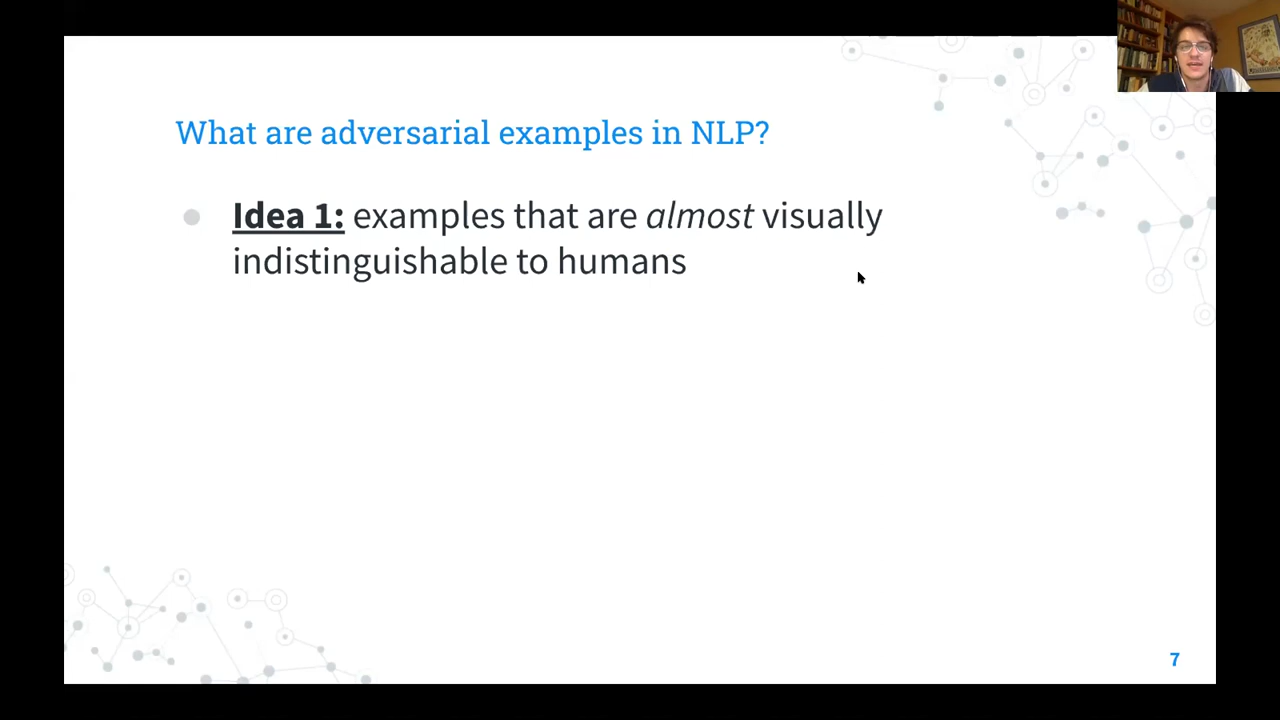 What are adversarial examples in NLP?
Idea 1: examples that are almost visually
indistinguishable to humans
7